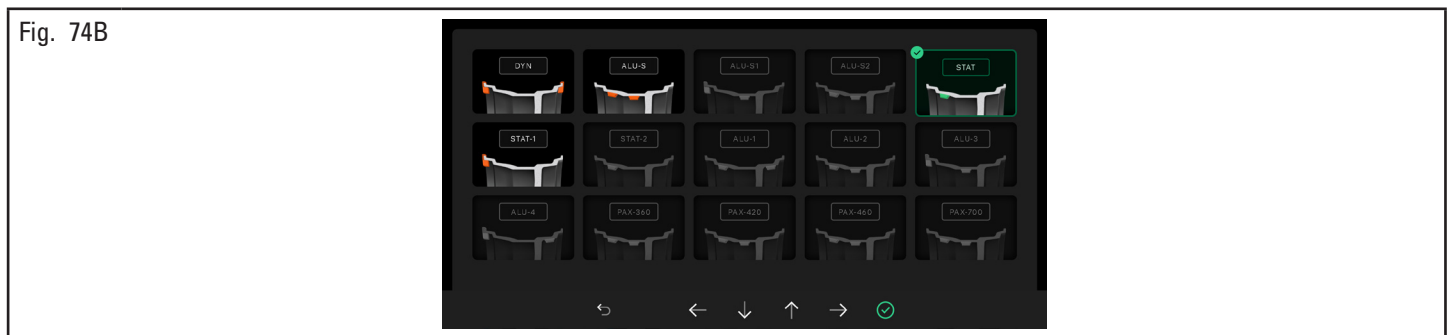 Fig. 74B
DYN
ALU-S
ALU-S1
ALU-S2
STAT
STAT-1
STAT-2
ALU-1
ALU-2
ALU-3
ALU-4
PAX-360
PAX-420
PAX-460
PAX-700